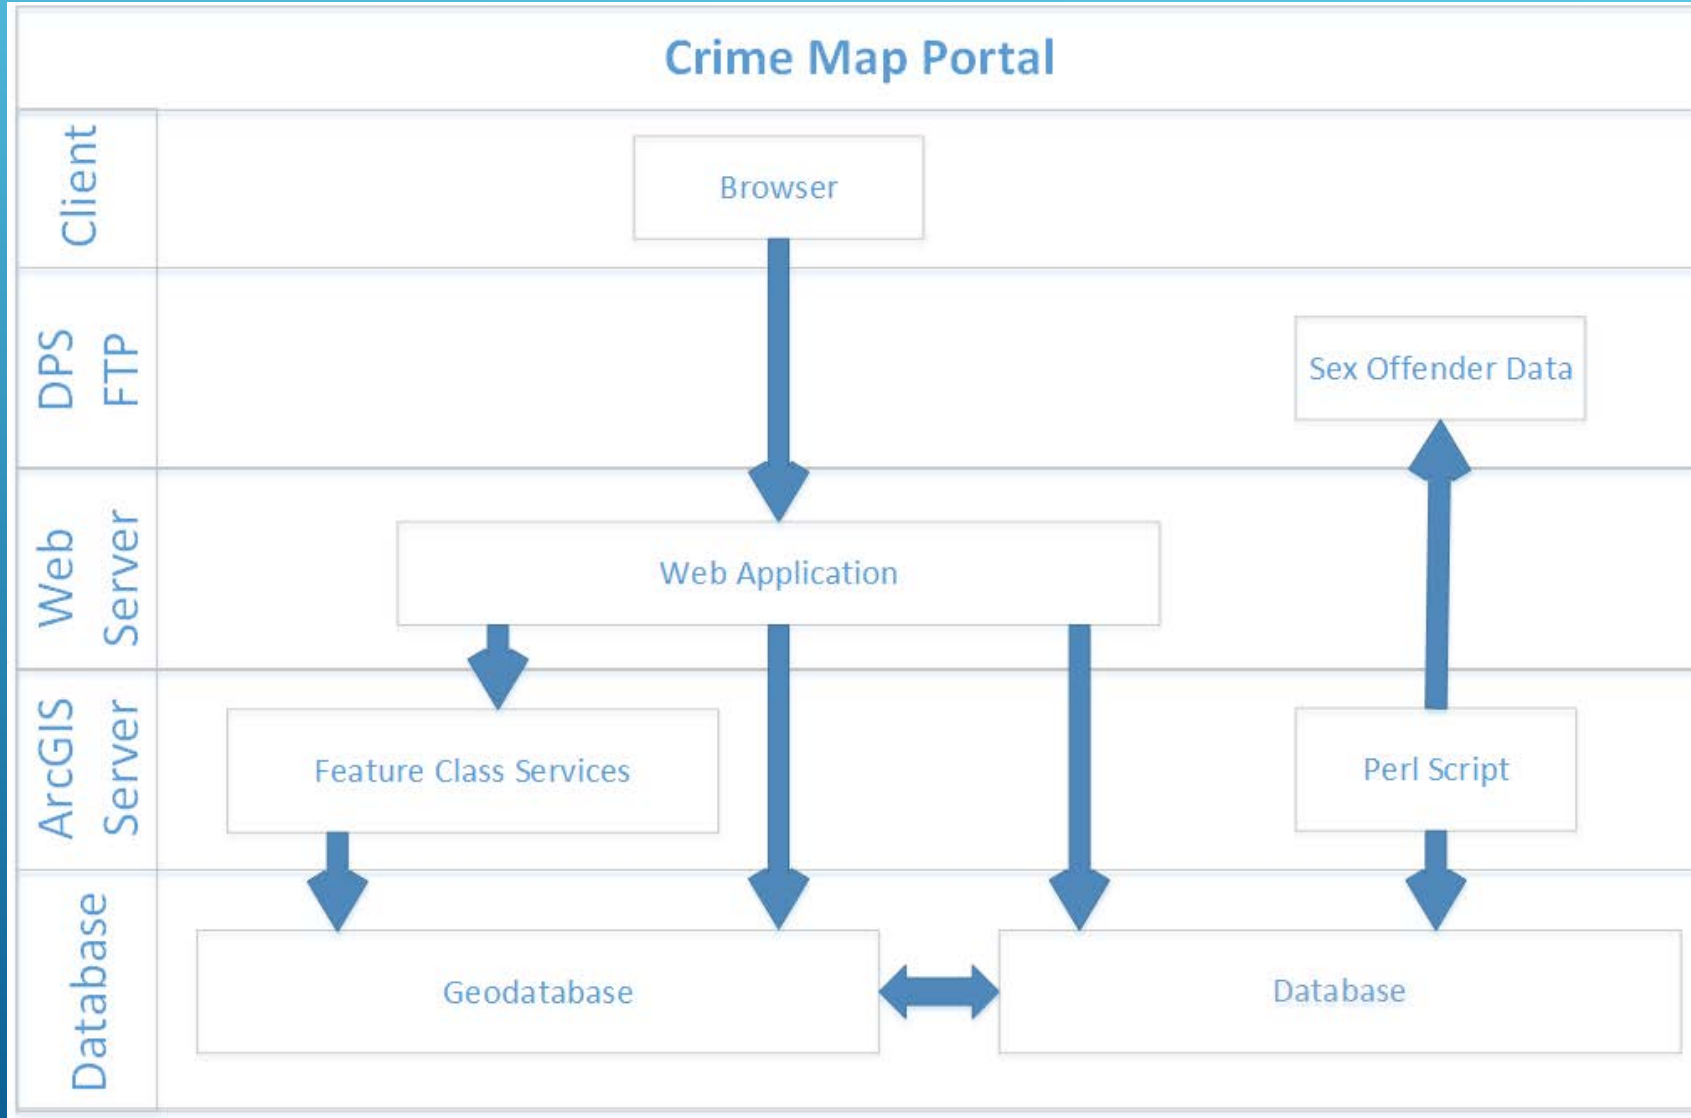 Crime Map Portal
Client
Browser
DPS
FTP
Sex Offender Data
Web
Server
Web Application
ArcGIS
Server
Feature Class Services
Perl Script
Database
Geodatabase
Database